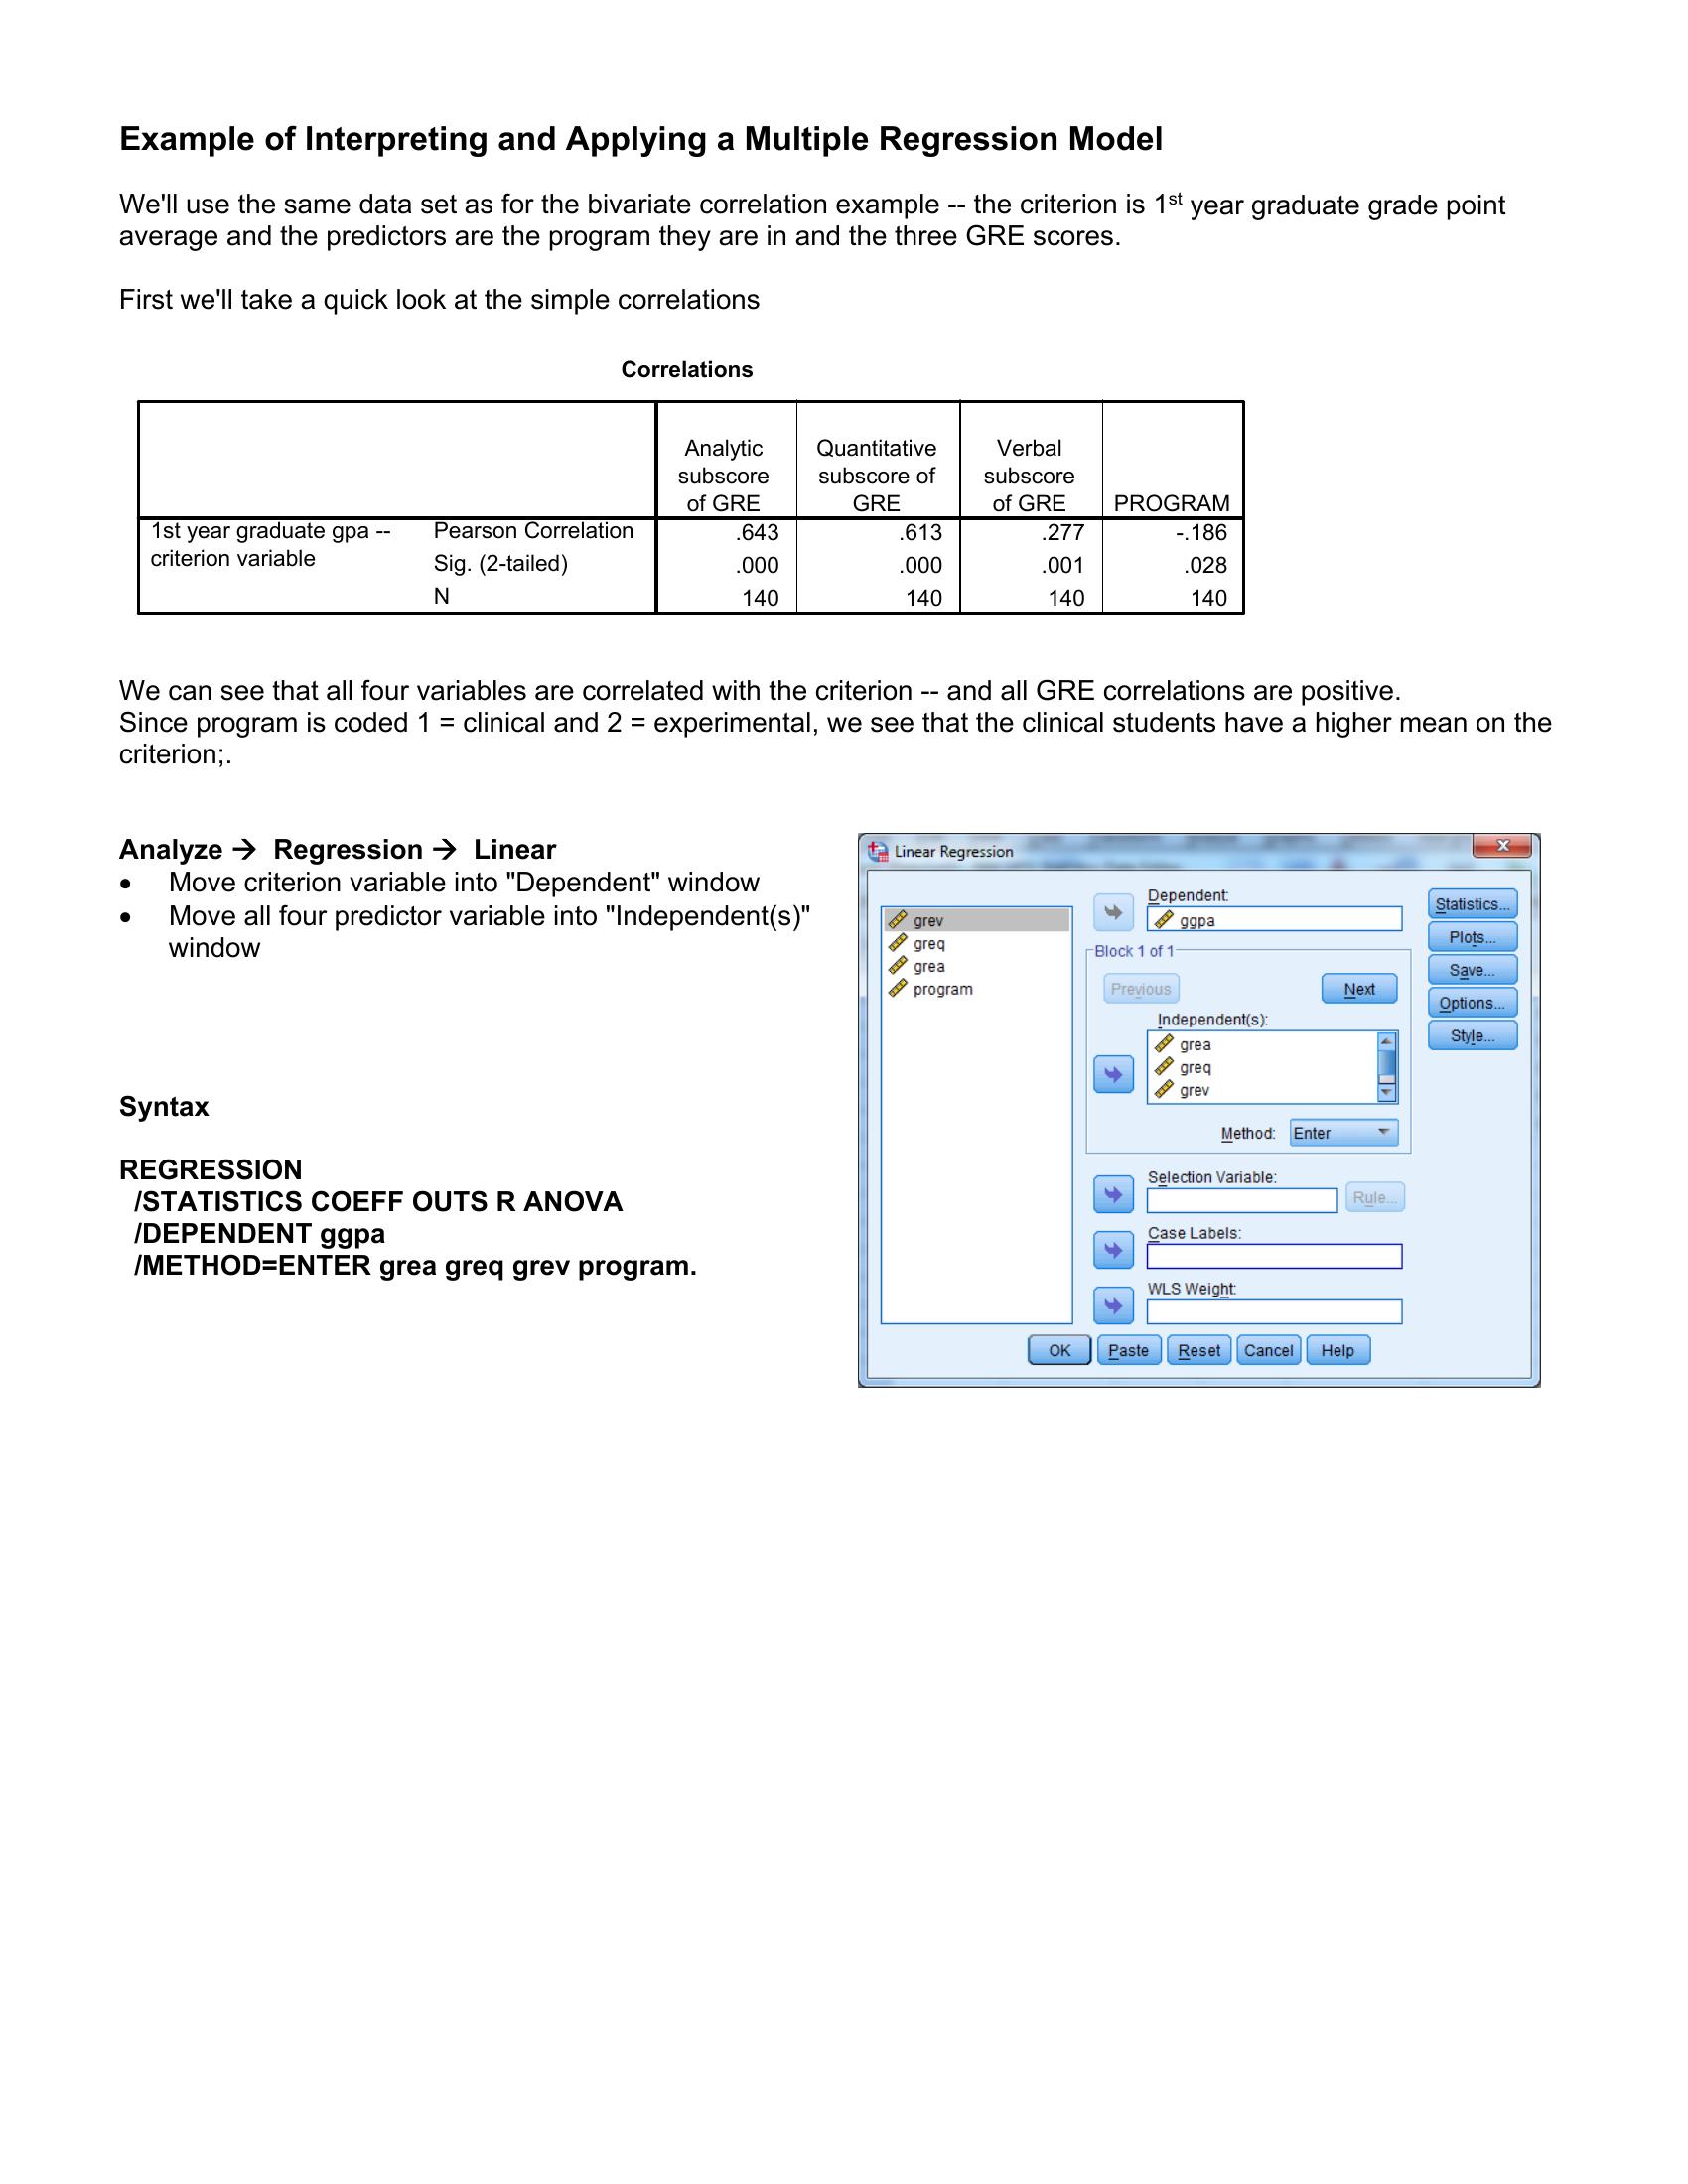 Example of Interpreting and Applying a Multiple Regression Model
We'll use the same data set as for the bivariate correlation example -- the criterion is 1st year graduate grade point
average and the predictors are the program they are in and the three GRE scores.
First we'll take a quick look at the simple correlations
Correlations
Analytic subscore of GRE
Quantitative subscore of GRE
Verbal subscore of GRE
PROGRAM
1st year graduate gpa -- criterion variable
Pearson Correlation .643 .613 .277 -.186
Sig. (2-tailed) .000 .000 .001 .028
N 140 140 140 140
We can see that all four variables are correlated with the criterion -- and all GRE correlations are positive.
Since program is coded 1 = clinical and 2 = experimental, we see that the clinical students have a higher mean on the
criterion;.
Analyze → Regression → Linear
• Move criterion variable into "Dependent" window
• Move all four predictor variable into "Independent(s)"
window
Syntax
REGRESSION
/STATISTICS COEFF OUTS R ANOVA
/DEPENDENT ggpa
/METHOD=ENTER grea greq grev program.
Linear Regression
grev
greq
grea
program
Dependent:
ggpa
Block 1 of 1
Previous
Next
Independent(s):
grea
greq
grev
Method: Enter
Selection Variable:
Rule...
Case Labels:
WLS Weight:
Statistics...
Plots...
Save...
Options...
Style...
OK Paste Reset Cancel Help